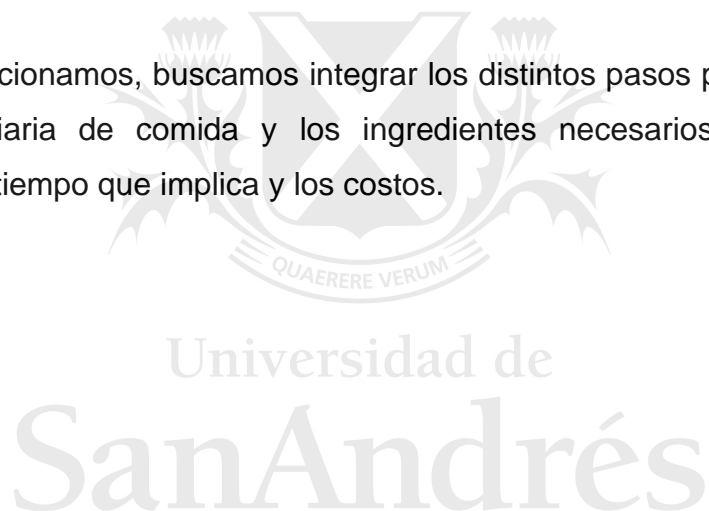 cionamos, buscamos integrar los distintos pasos p
iaria de comida y los ingredientes necesarios
tiempo que implica y los costos.
QUAERERE VERUM
Universidad de
SanAndrés